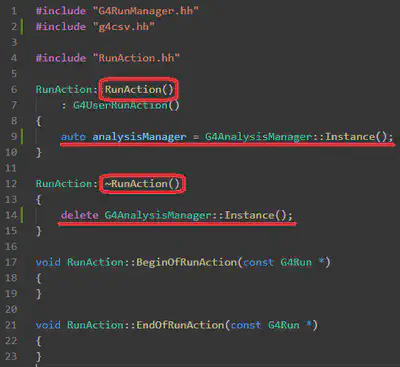 1 #include "G4RunManager.hh"
2 #include "g4csv.hh"
3
4 #include "RunAction.hh"
5
6 RunAction::RunAction()
7     : G4UserRunAction()
8 {
9     auto analysisManager = G4AnalysisManager::Instance();
10 }
11
12 RunAction::~RunAction()
13 {
14     delete G4AnalysisManager::Instance();
15 }
16
17 void RunAction::BeginOfRunAction(const G4Run *)
18 {
19 }
20
21 void RunAction::EndOfRunAction(const G4Run *)
22 {
23 }